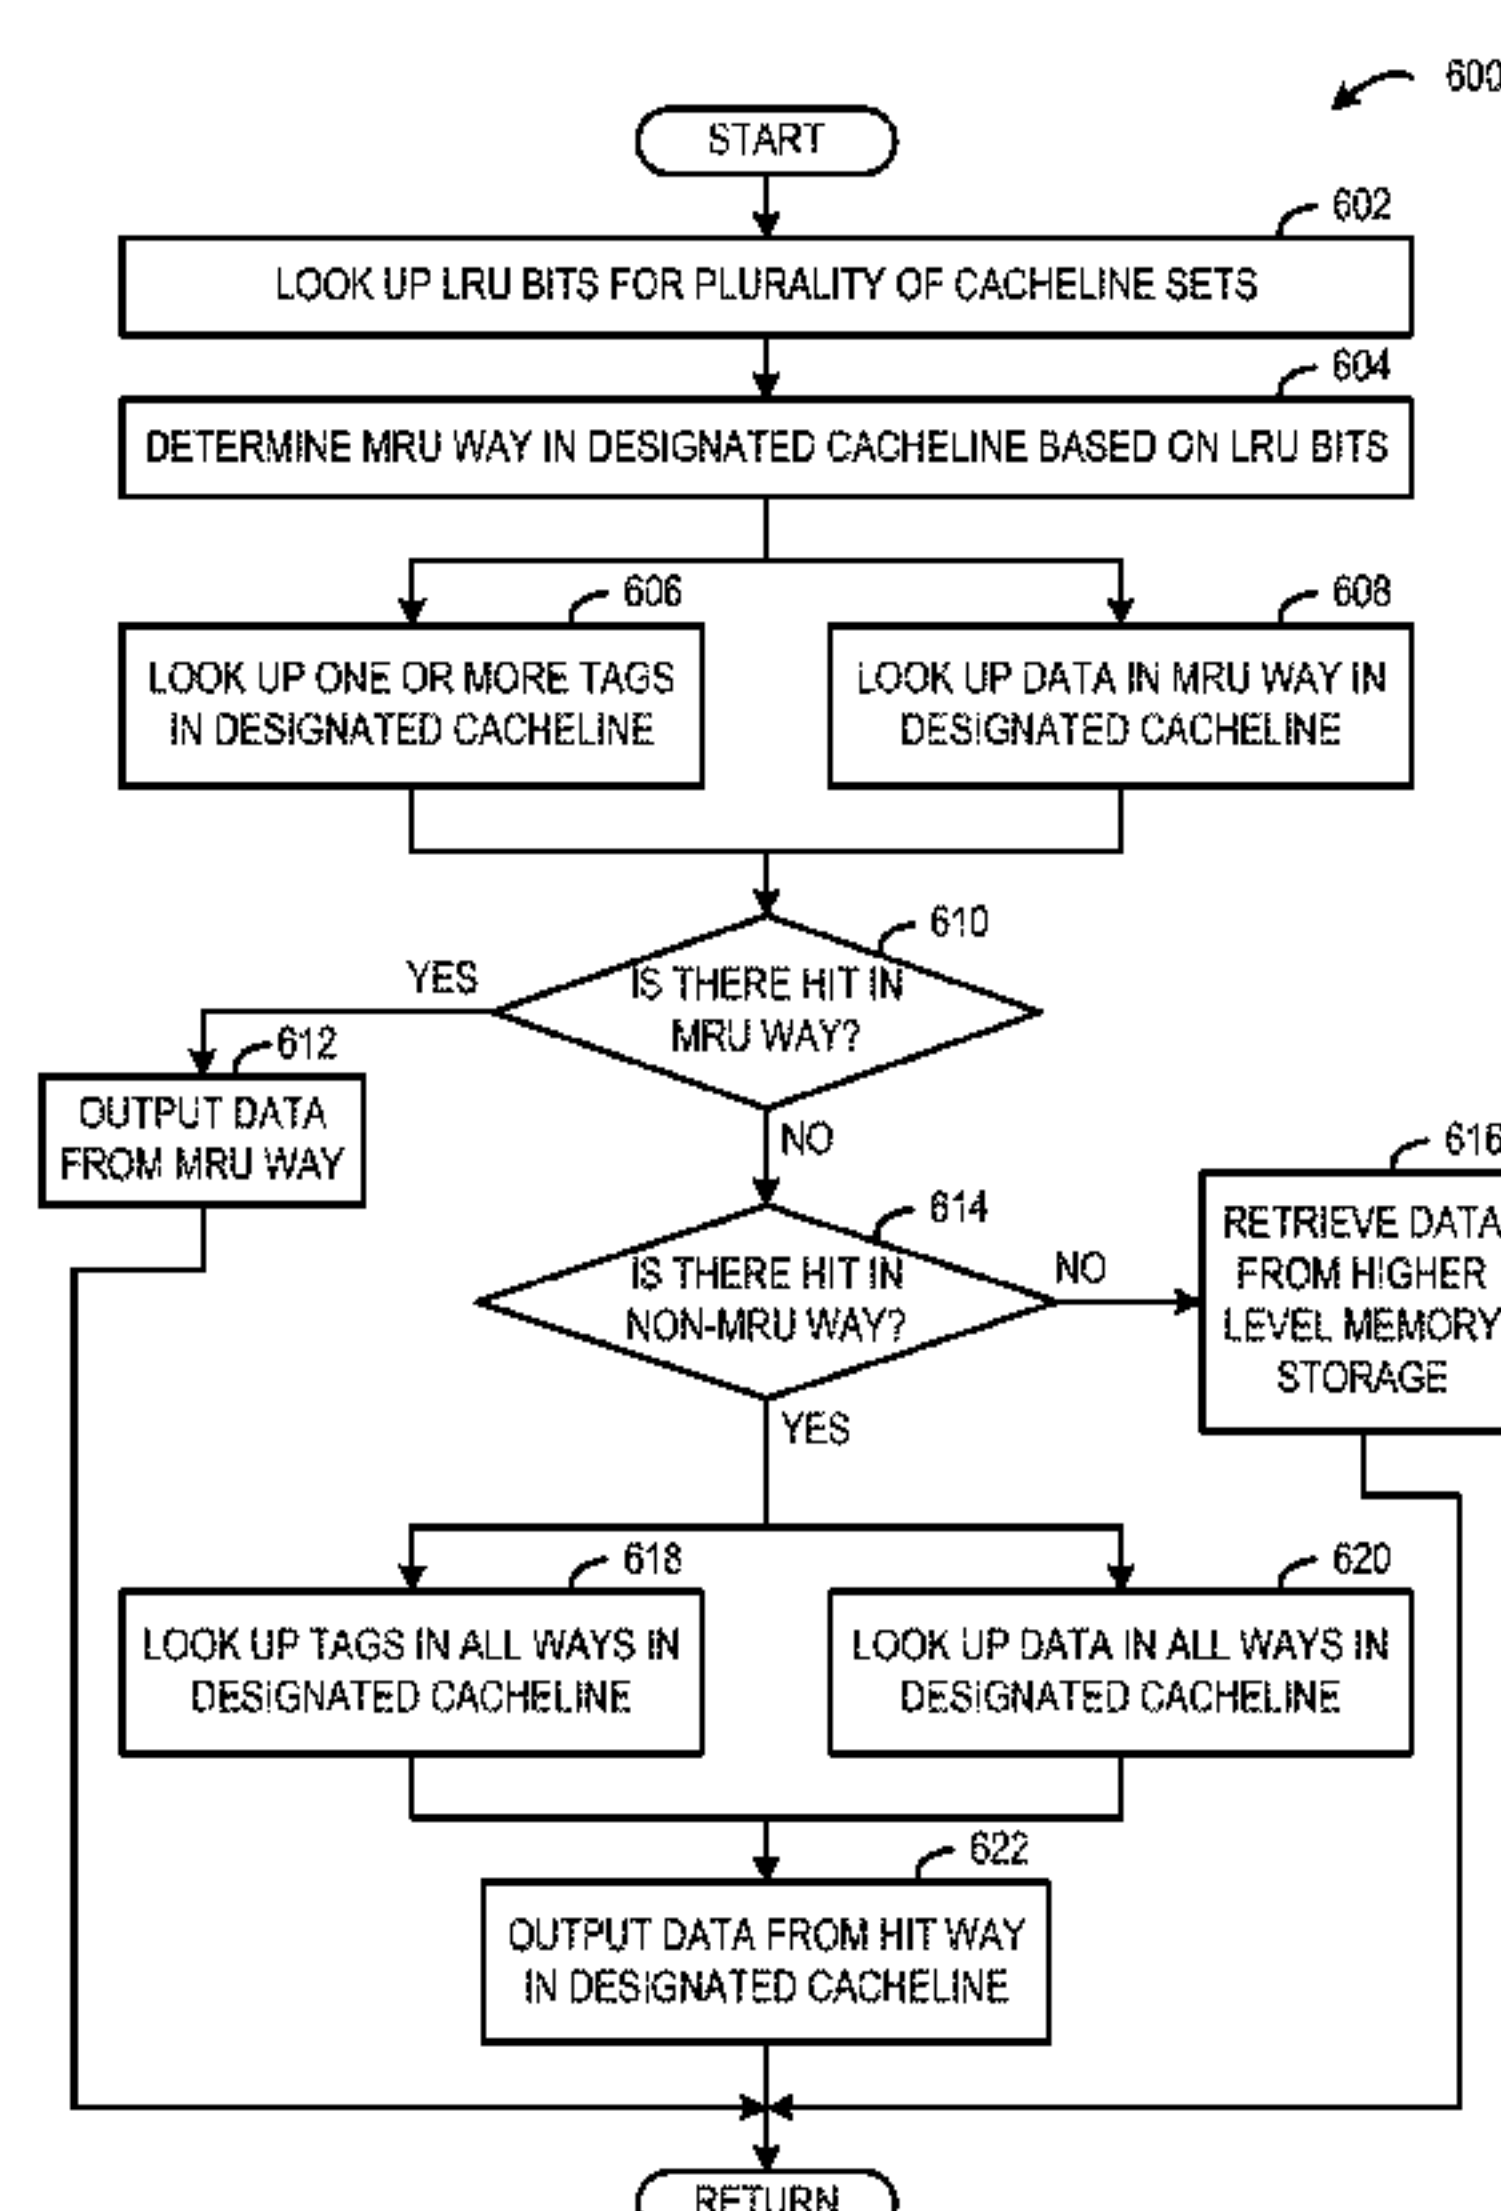 600
START
602
LOOK UP LRU BITS FOR PLURALITY OF CACHELINE SETS
604
DETERMINE MRU WAY IN DESIGNATED CACHELINE BASED ON LRU BITS
606
LOOK UP ONE OR MORE TAGS
IN DESIGNATED CACHELINE
608
LOOK UP DATA IN MRU WAY IN
DESIGNATED CACHELINE
610
IS THERE HIT IN
MRU WAY?
YES
612
OUTPUT DATA
FROM MRU WAY
NO
614
IS THERE HIT IN
NON-MRU WAY?
NO
616
RETRIEVE DATA
FROM HIGHER
LEVEL MEMORY
STORAGE
YES
618
LOOK UP TAGS IN ALL WAYS IN
DESIGNATED CACHELINE
620
LOOK UP DATA IN ALL WAYS IN
DESIGNATED CACHELINE
622
OUTPUT DATA FROM HIT WAY
IN DESIGNATED CACHELINE
RETURN